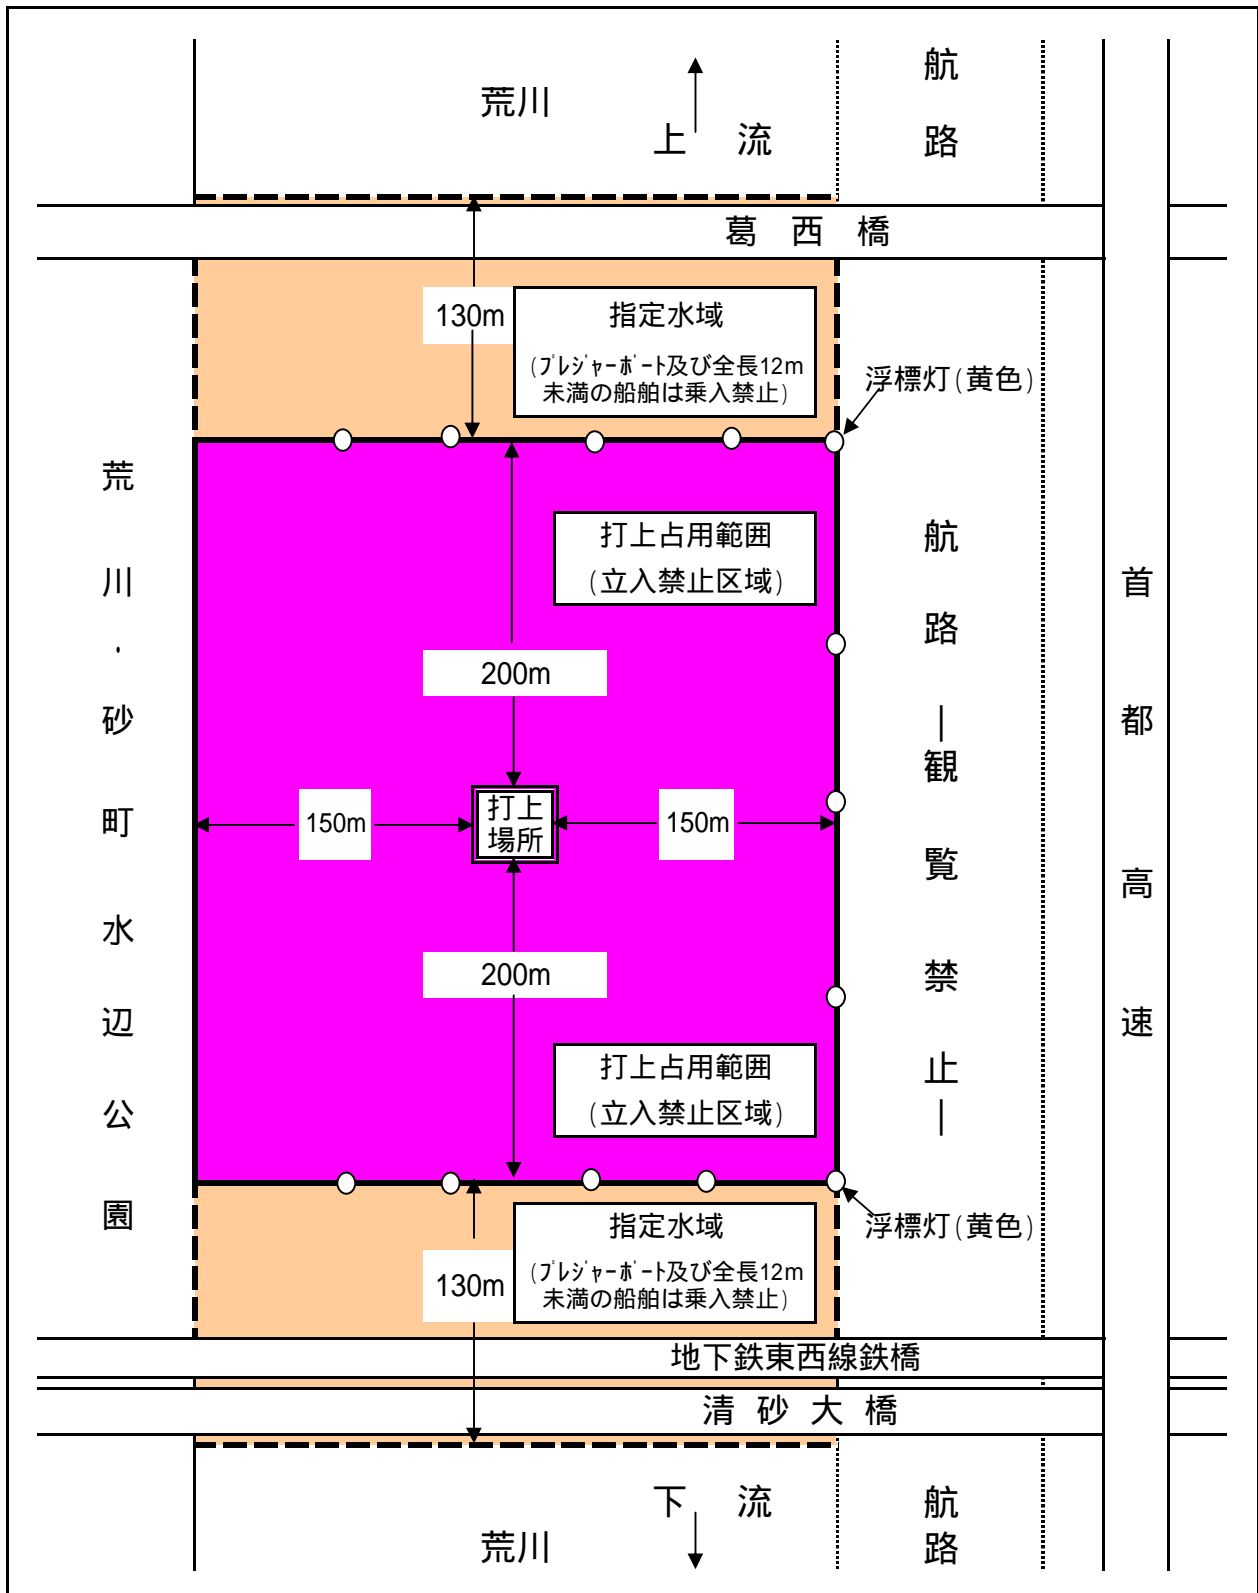 荒川
上流
航路
葛西橋
130m
指定水域
(ﾌﾟﾚｼﾞｬｰﾎﾞｰﾄ及び全長12m
未満の船舶は乗入禁止)
浮標灯(黄色)
荒川・砂町水辺公園
打上占用範囲
(立入禁止区域)
200m
150m
打上
場所
150m
航路―観覧禁止―
首都高速
200m
打上占用範囲
(立入禁止区域)
浮標灯(黄色)
130m
指定水域
(ﾌﾟﾚｼﾞｬｰﾎﾞｰﾄ及び全長12m
未満の船舶は乗入禁止)
地下鉄東西線鉄橋
清砂大橋
下流
荒川
航路